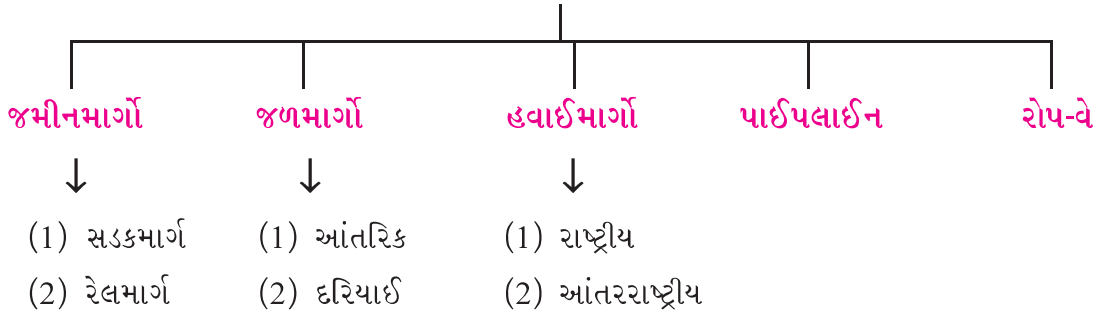 જમીનમાર્ગો જળમાર્ગો હવાઈમાર્ગો પાઈપલાઈન રોપ-વે
(1) સડકમાર્ગ (1) આંતરિક (1) રાષ્ટ્રીય
(2) રેલમાર્ગ (2) દરિયાઈ (2) આંતરરાષ્ટ્રીય